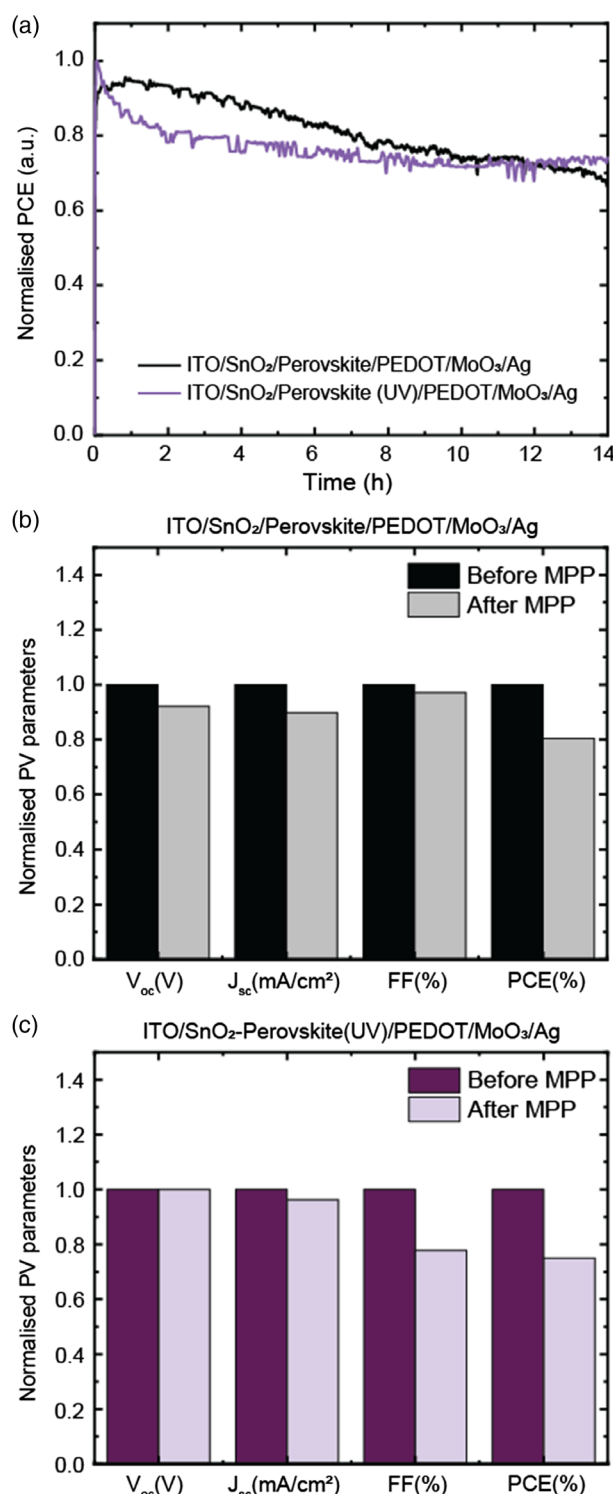 (a)
1.0
0.8
0.6
0.4
0.2
0.0
Normalised PCE (a.u.)
ITO/SnO₂/Perovskite/PEDOT/MoO₃/Ag
ITO/SnO₂/Perovskite (UV)/PEDOT/MoO₃/Ag
0 2 4 6 8 10 12 14
Time (h)
(b)
ITO/SnO₂/Perovskite/PEDOT/MoO₃/Ag
Before MPP
After MPP
1.4
1.2
1.0
0.8
0.6
0.4
0.2
0.0
Normalised PV parameters
Voc(V) Jsc(mA/cm²) FF(%) PCE(%)
(c)
ITO/SnO₂-Perovskite(UV)/PEDOT/MoO₃/Ag
Before MPP
After MPP
1.4
1.2
1.0
0.8
0.6
0.4
0.2
0.0
Normalised PV parameters
Voc(V) Jsc(mA/cm²) FF(%) PCE(%)